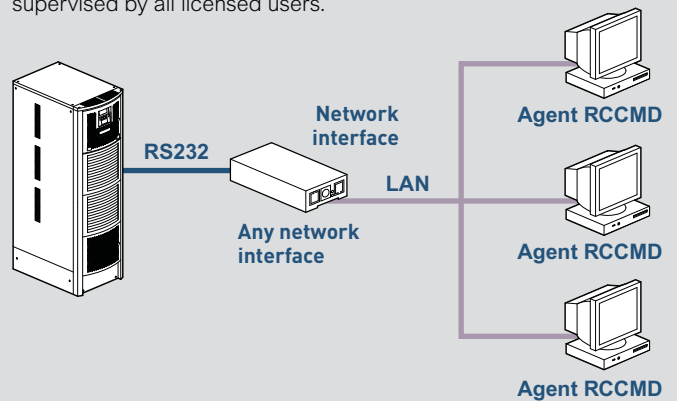 supervised by all licensed users.
Network
interface
RS232
LAN
Any network
interface
Agent RCCMD
Agent RCCMD
Agent RCCMD